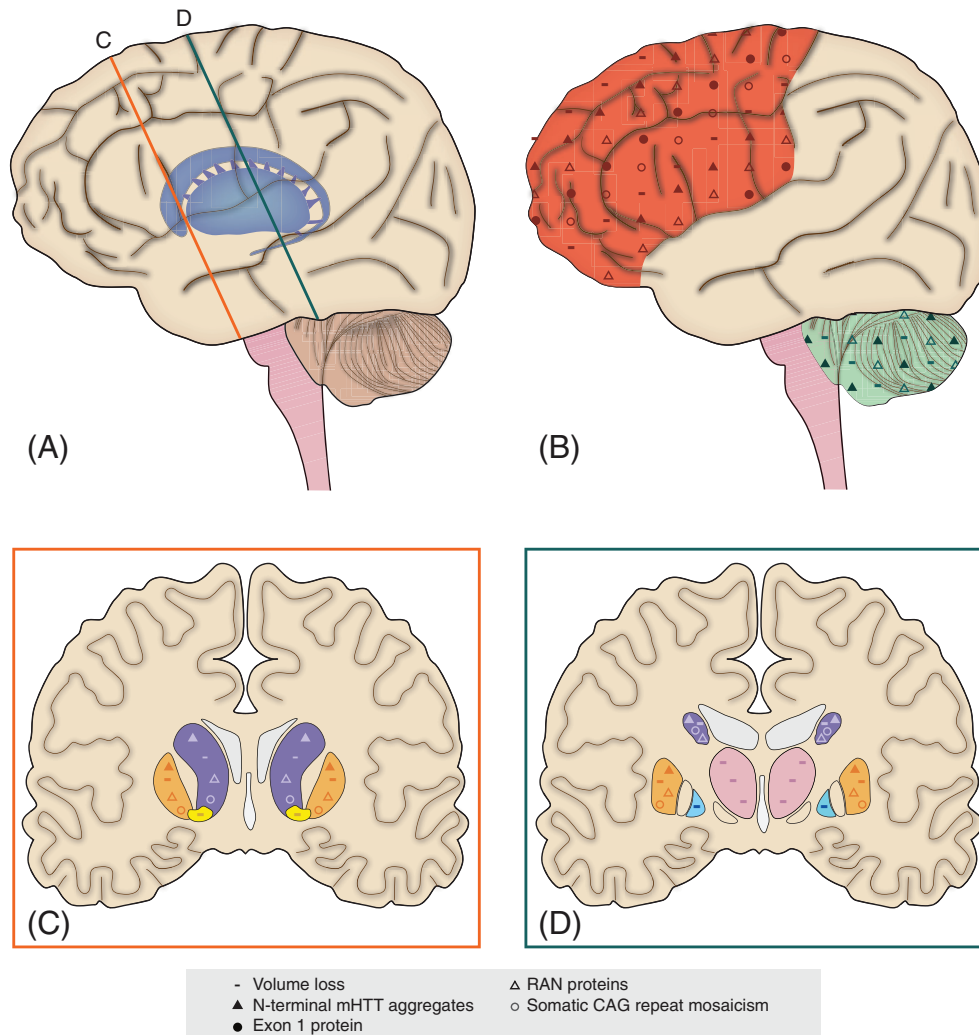 C
D
(A)
(B)
(C)
(D)
- Volume loss
▲ N-terminal mHTT aggregates
● Exon 1 protein
△ RAN proteins
○ Somatic CAG repeat mosaicism